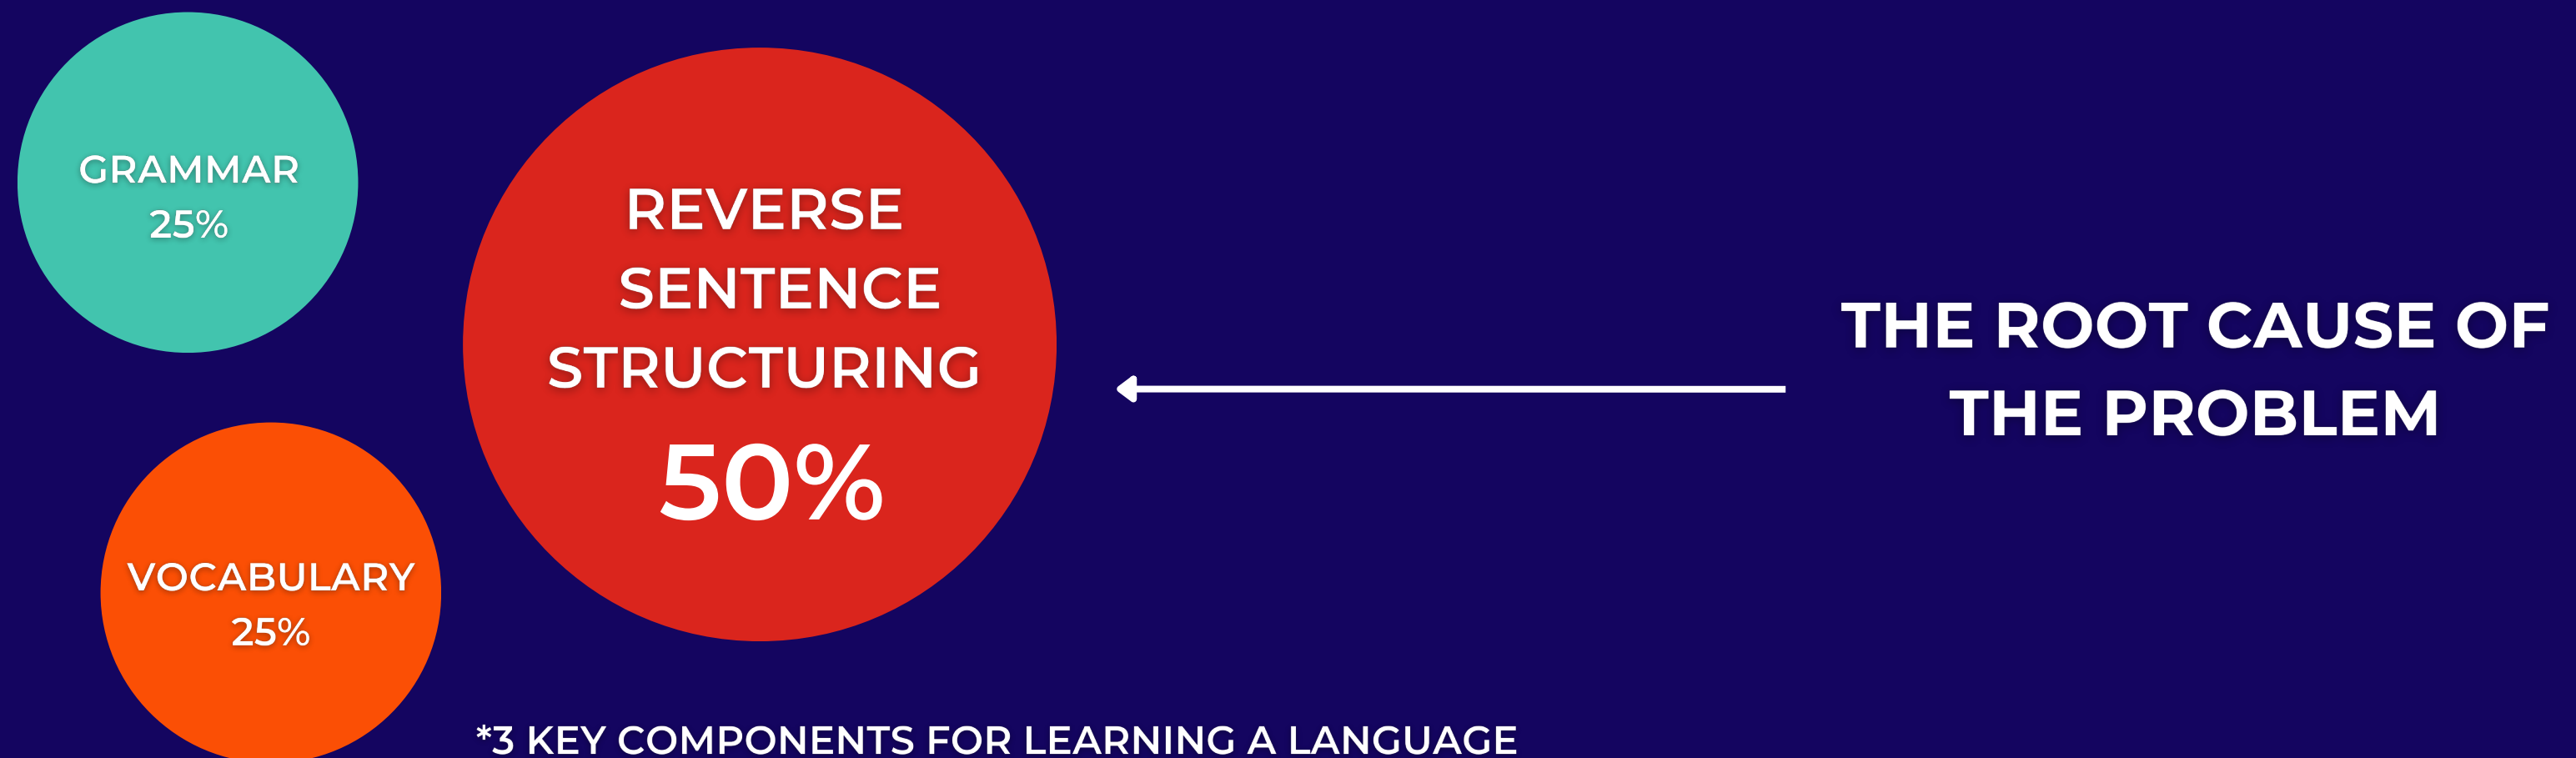 GRAMMAR
25%
VOCABULARY
25%
REVERSE
SENTENCE
STRUCTURING
50%
THE ROOT CAUSE OF
THE PROBLEM
*3 KEY COMPONENTS FOR LEARNING A LANGUAGE